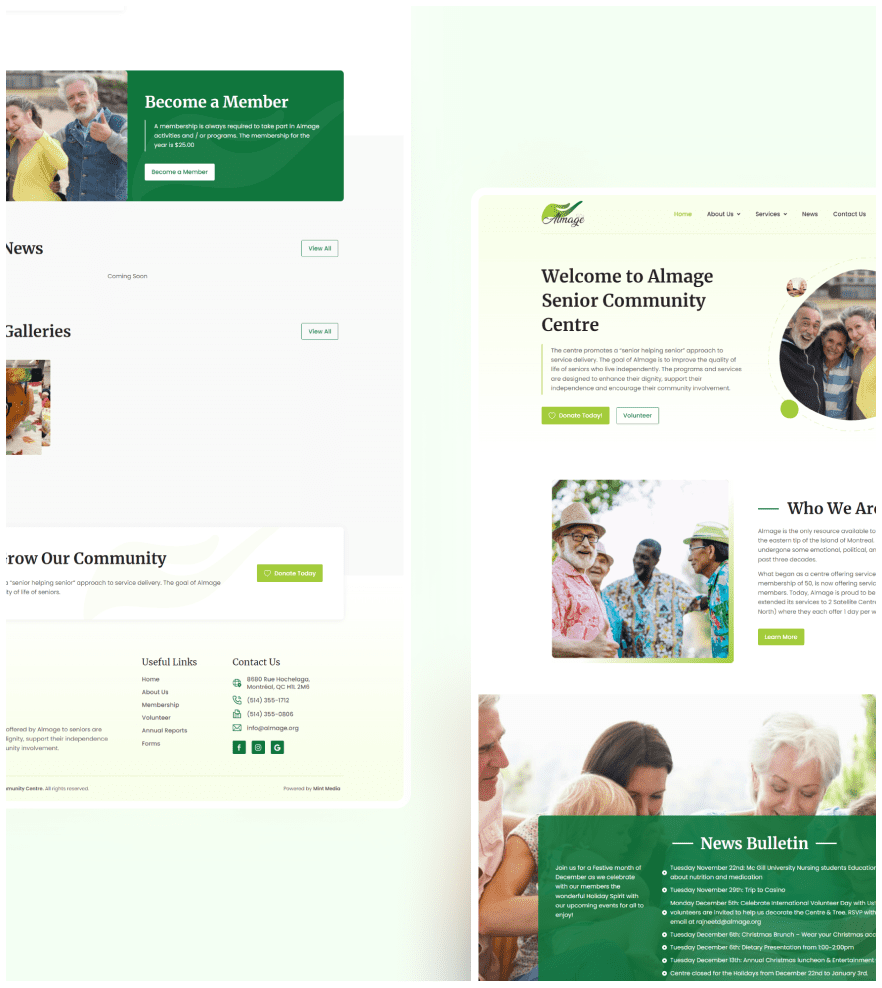 Become a Member
A membership is always required to take part in Almage
activities and / or programs. The membership for the
year is $25.00
Become a Member
News
View All
Coming Soon
Galleries
View All
row Our Community
a "senior helping senior" approach to service delivery. The goal of Almage
ty of life of seniors.
Donate Today
offered by Almage to seniors are
dignity, support their independence
unity involvement.
Useful Links
Home
About Us
Membership
Volunteer
Annual Reports
Forms
Contact Us
8680 Rue Hochelaga,
Montréal, QC H1L 2M6
(514) 355-1712
(514) 355-0806
info@almage.org
mmunity Centre. All rights reserved.
Powered by Mint Media
Almage
Home
About Us
Services
News
Contact Us
Welcome to Almage
Senior Community
Centre
The centre promotes a "senior helping senior" approach to
service delivery. The goal of Almage is to improve the quality of
life of seniors who live independently. The programs and services
are designed to enhance their dignity, support their
independence and encourage their community involvement.
Donate Today!
Volunteer
Who We Are
Almage is the only resource available to
the eastern tip of the Island of Montreal.
undergone some emotional, political, an
past three decades.
What began as a centre offering service
membership of 50, is now offering servic
members. Today, Almage is proud to be
extended its services to 2 Satellite Centr
North) where they each offer 1 day per w
Learn More
News Bulletin
Join us for a Festive month of
December as we celebrate
with our members the
wonderful Holiday Spirit with
our upcoming events for all to
enjoy!
Tuesday November 22nd: Mc Gill University Nursing students Education
about nutrition and medication
Tuesday November 29th: Trip to Casino
Monday December 5th: Celebrate International Volunteer Day with Us!
volunteers are invited to help us decorate the Centre & Tree. RSVP with
email at rajneetd@almage.org
Tuesday December 6th: Christmas Brunch - Wear your Christmas acc
Tuesday December 6th: Dietary Presentation from 1:00-2:00pm
Tuesday December 13th: Annual Christmas luncheon & Entertainment
Centre closed for the Holidays from December 22nd to January 3rd.